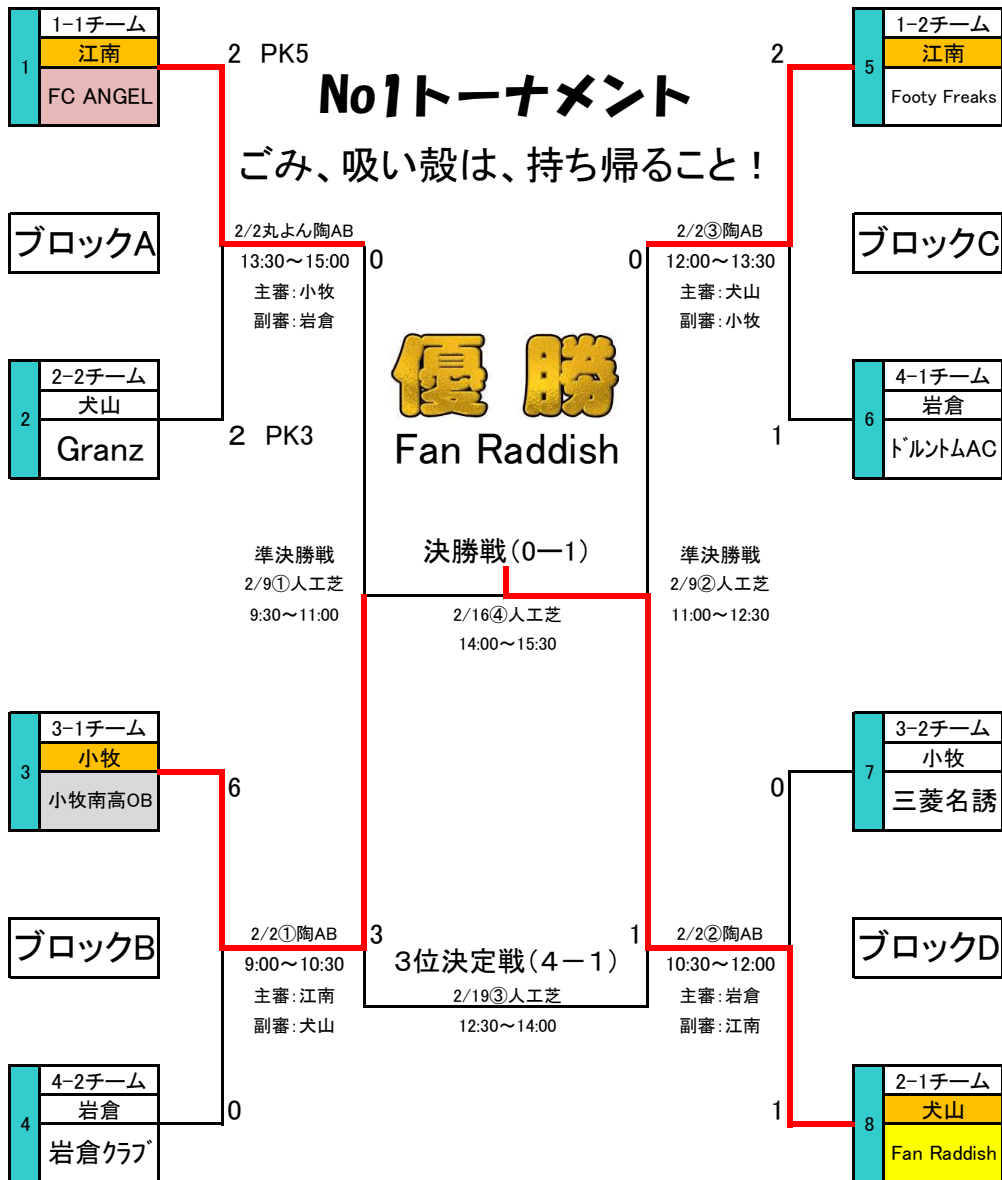 No1トーナメント
ごみ、吸い殻は、持ち帰ること！
1
1-1チーム
江南
FC ANGEL
2 PK5
ブロックA
2/2丸よん陶AB
13:30～15:00
主審：小牧
副審：岩倉
0
2
2-2チーム
犬山
Granz
2 PK3
2
5
1-2チーム
江南
Footy Freaks
ブロックC
2/2③陶AB
12:00～13:30
主審：犬山
副審：小牧
0
6
4-1チーム
岩倉
ﾄﾞﾙﾝﾄﾑAC
1
優勝
Fan Raddish
準決勝戦
2/9①人工芝
9:30～11:00
決勝戦(0ー1)
2/16④人工芝
14:00～15:30
準決勝戦
2/9②人工芝
11:00～12:30
3
3-1チーム
小牧
小牧南高OB
6
ブロックB
2/2①陶AB
9:00～10:30
主審：江南
副審：犬山
3
4
4-2チーム
岩倉
岩倉ｸﾗﾌﾞ
0
3位決定戦(4－1)
2/19③人工芝
12:30～14:00
7
3-2チーム
小牧
三菱名誘
0
ブロックD
1
2/2②陶AB
10:30～12:00
主審：岩倉
副審：江南
8
2-1チーム
犬山
Fan Raddish
1